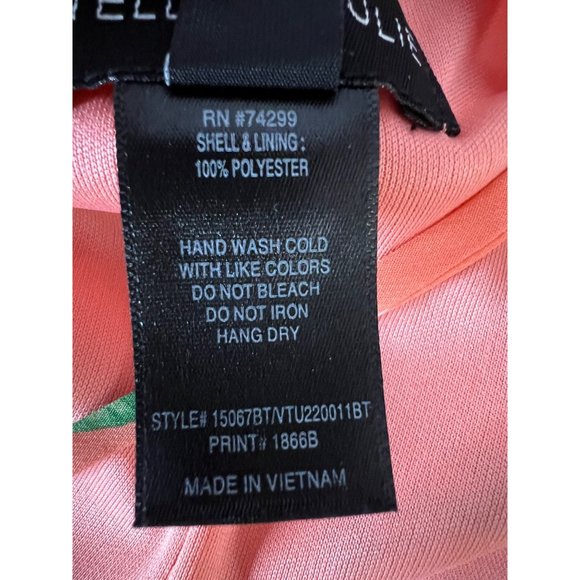 RN #74299
SHELL & LINING :
100% POLYESTER
HAND WASH COLD
WITH LIKE COLORS
DO NOT BLEACH
DO NOT IRON
HANG DRY
STYLE# 15067BT/VTU220011BT
PRINT# 1866B
MADE IN VIETNAM